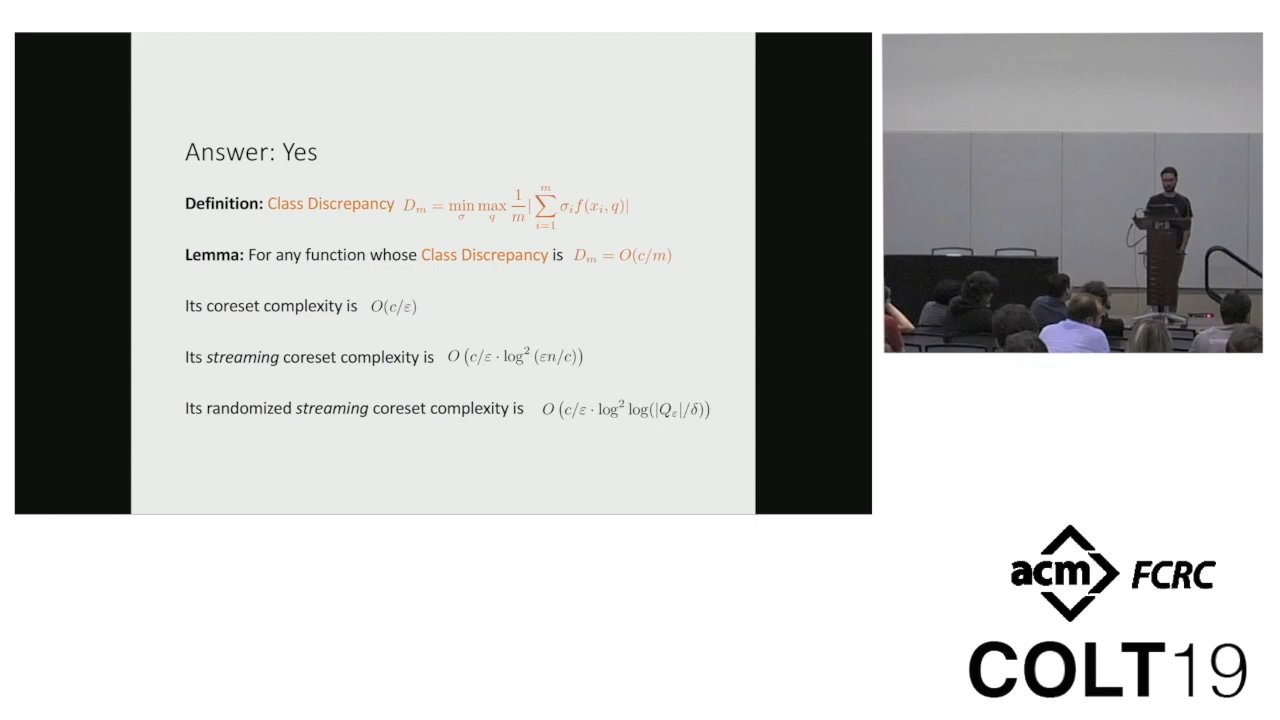 Answer: Yes
Definition: Class Discrepancy $D_m = \min_{\sigma} \max_{q} \frac{1}{m} | \sum_{i=1}^{m} \sigma_i f(x_i, q) |$
Lemma: For any function whose Class Discrepancy is $D_m = O(c/m)$
Its coreset complexity is $O(c/\varepsilon)$
Its streaming coreset complexity is $O\left(c/\varepsilon \cdot \log^2 (\varepsilon n/c)\right)$
Its randomized streaming coreset complexity is $O\left(c/\varepsilon \cdot \log^2 \log(|Q_\varepsilon|/\delta)\right)$
acm FCRC
COLT19